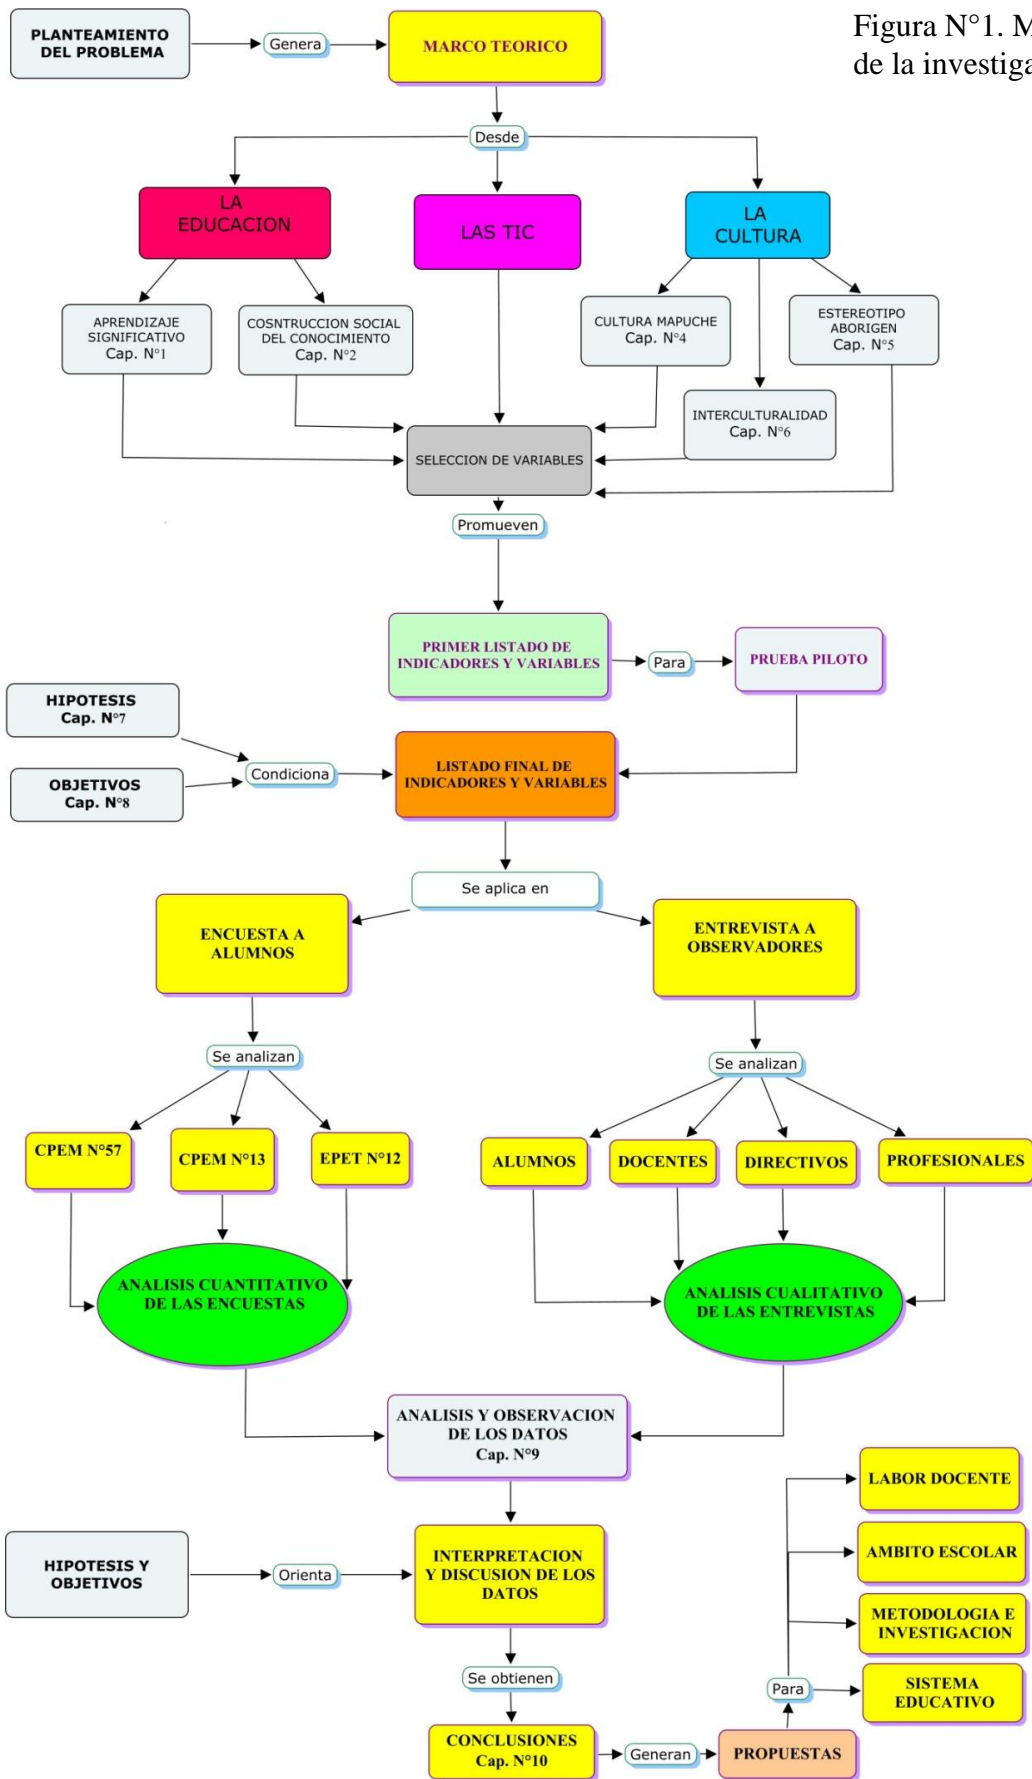 PLANTEAMIENTO
DEL PROBLEMA
Genera
MARCO TEORICO
Figura N°1. M
de la investiga
Desde
LA
EDUCACION
LAS TIC
LA
CULTURA
APRENDIZAJE
SIGNIFICATIVO
Cap. N°1
COSNTRUCCION SOCIAL
DEL CONOCIMIENTO
Cap. N°2
CULTURA MAPUCHE
Cap. N°4
ESTEREOTIPO
ABORIGEN
Cap. N°5
INTERCULTURALIDAD
Cap. N°6
SELECCION DE VARIABLES
Promueven
PRIMER LISTADO DE
INDICADORES Y VARIABLES
Para
PRUEBA PILOTO
HIPOTESIS
Cap. N°7
OBJETIVOS
Cap. N°8
Condiciona
LISTADO FINAL DE
INDICADORES Y VARIABLES
Se aplica en
ENCUESTA A
ALUMNOS
ENTREVISTA A
OBSERVADORES
Se analizan
Se analizan
CPEM N°57
CPEM N°13
EPET N°12
ALUMNOS
DOCENTES
DIRECTIVOS
PROFESIONALES
ANALISIS CUANTITATIVO
DE LAS ENCUESTAS
ANALISIS CUALITATIVO
DE LAS ENTREVISTAS
ANALISIS Y OBSERVACION
DE LOS DATOS
Cap. N°9
HIPOTESIS Y
OBJETIVOS
Orienta
INTERPRETACION
Y DISCUSION DE LOS
DATOS
Se obtienen
CONCLUSIONES
Cap. N°10
Generan
PROPUESTAS
Para
LABOR DOCENTE
AMBITO ESCOLAR
METODOLOGIA E
INVESTIGACION
SISTEMA
EDUCATIVO